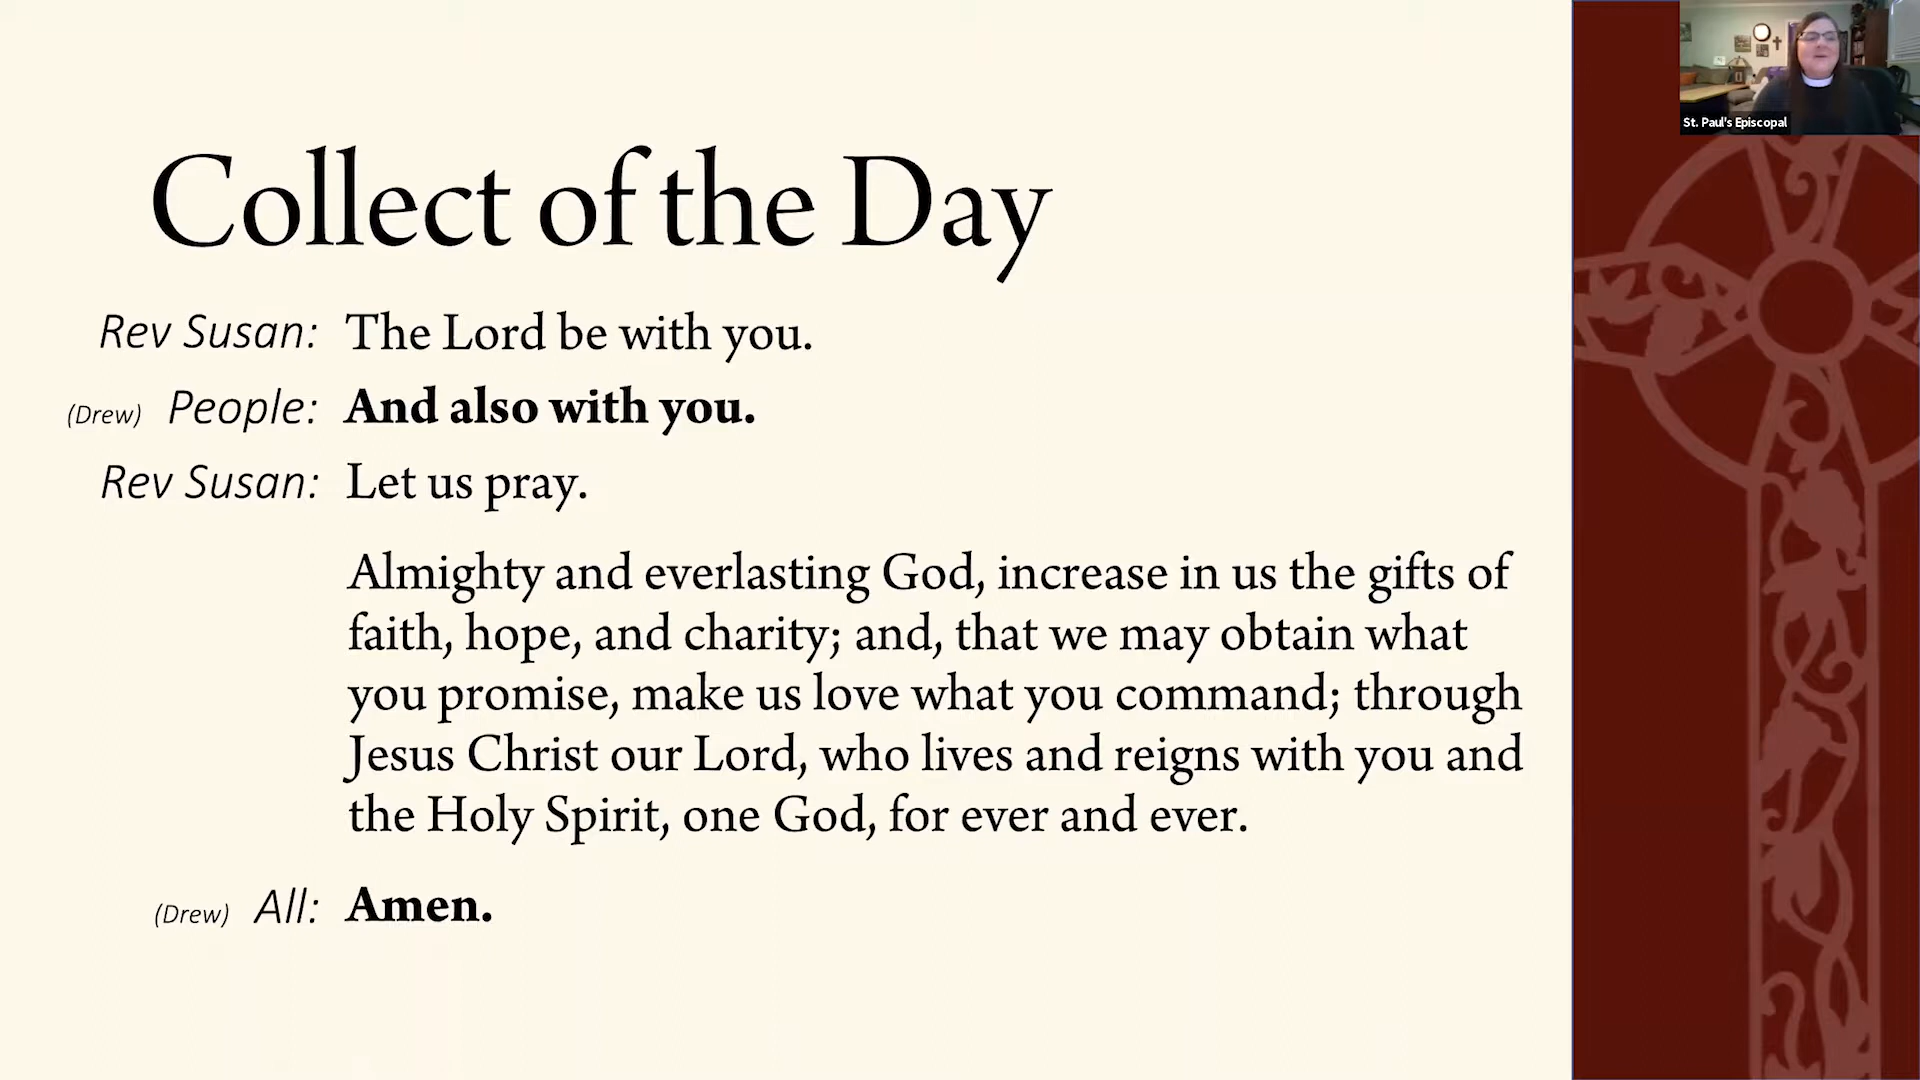 St. Paul's Episcopal
Collect of the Day
Rev Susan: The Lord be with you.
(Drew) People: And also with you.
Rev Susan: Let us pray.
Almighty and everlasting God, increase in us the gifts of
faith, hope, and charity; and, that we may obtain what
you promise, make us love what you command; through
Jesus Christ our Lord, who lives and reigns with you and
the Holy Spirit, one God, for ever and ever.
(Drew) All: Amen.